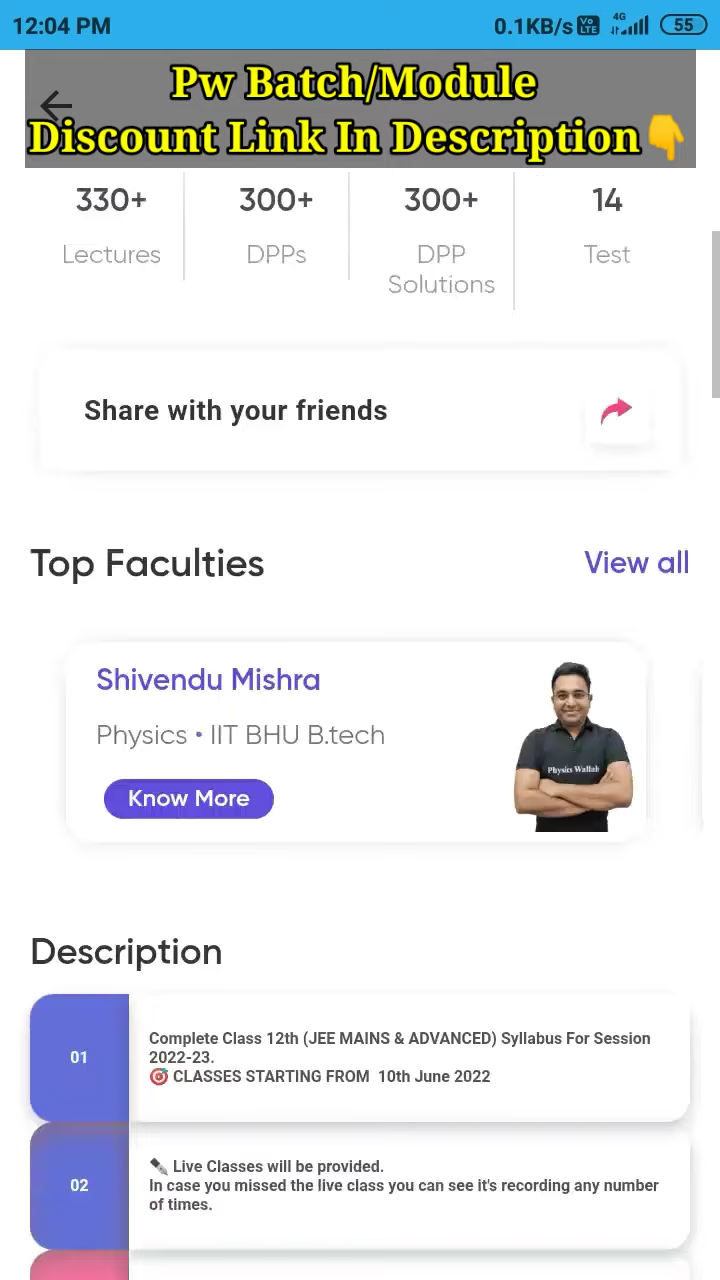 12:04 PM 0.1KB/s Vo LTE 4G 55
Pw Batch/Module
Discount Link In Description👇
330+ 300+ 300+ 14
Lectures DPPs DPP Solutions Test
Share with your friends
Top Faculties View all
Shivendu Mishra
Physics • IIT BHU B.tech
Physics Wallah
Know More
Description
01
Complete Class 12th (JEE MAINS & ADVANCED) Syllabus For Session
2022-23.
🎯 CLASSES STARTING FROM 10th June 2022
02
✒️ Live Classes will be provided.
In case you missed the live class you can see it's recording any number
of times.